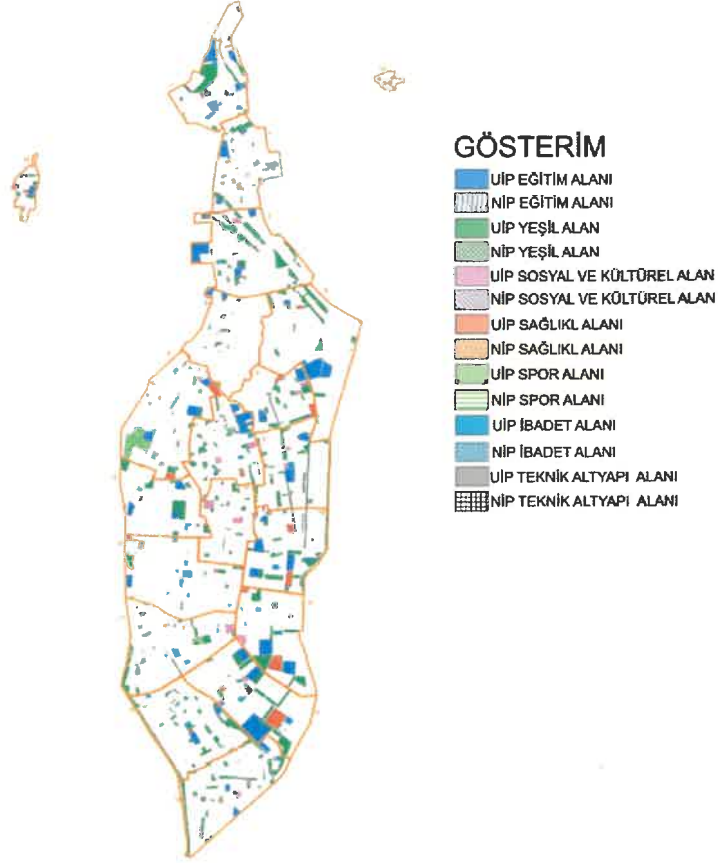 GÖSTERİM
UİP EĞİTİM ALANI
NİP EĞİTİM ALANI
UİP YEŞİL ALAN
NİP YEŞİL ALAN
UİP SOSYAL VE KÜLTÜREL ALAN
NİP SOSYAL VE KÜLTÜREL ALAN
UİP SAĞLIKL ALANI
NİP SAĞLIKL ALANI
UİP SPOR ALANI
NİP SPOR ALANI
UİP İBADET ALANI
NİP İBADET ALANI
UİP TEKNİK ALTYAPI ALANI
NİP TEKNİK ALTYAPI ALANI